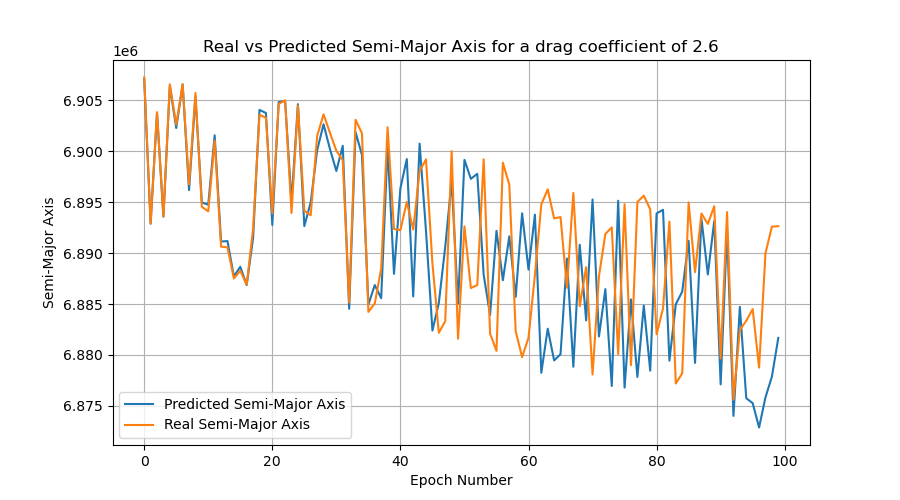 Real vs Predicted Semi-Major Axis for a drag coefficient of 2.6
1e6
6.905
6.900
6.895
6.890
6.885
6.880
6.875
Semi-Major Axis
Predicted Semi-Major Axis
Real Semi-Major Axis
0 20 40 60 80 100
Epoch Number